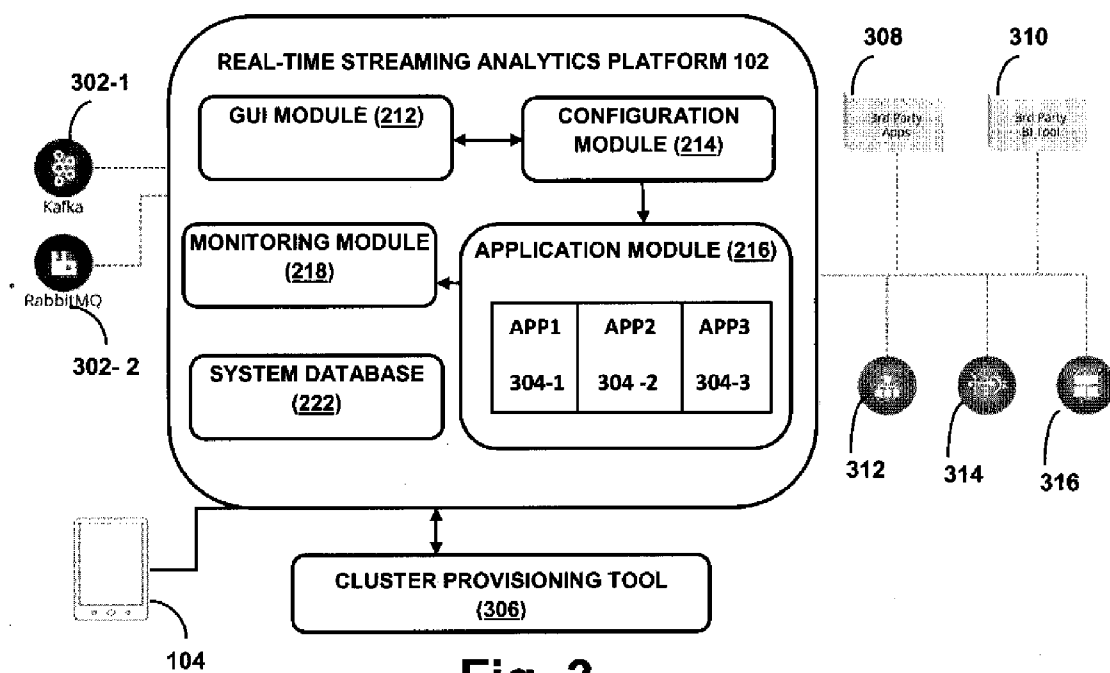 REAL-TIME STREAMING ANALYTICS PLATFORM 102
302-1
Kafka
RabbitMQ
302- 2
GUI MODULE (212)
CONFIGURATION
MODULE (214)
MONITORING MODULE
(218)
APPLICATION MODULE (216)
APP1
304-1
APP2
304 -2
APP3
304-3
SYSTEM DATABASE
(222)
308
3rd Party
Apps
310
3rd Party
BI Tool
312
314
316
104
CLUSTER PROVISIONING TOOL
(306)